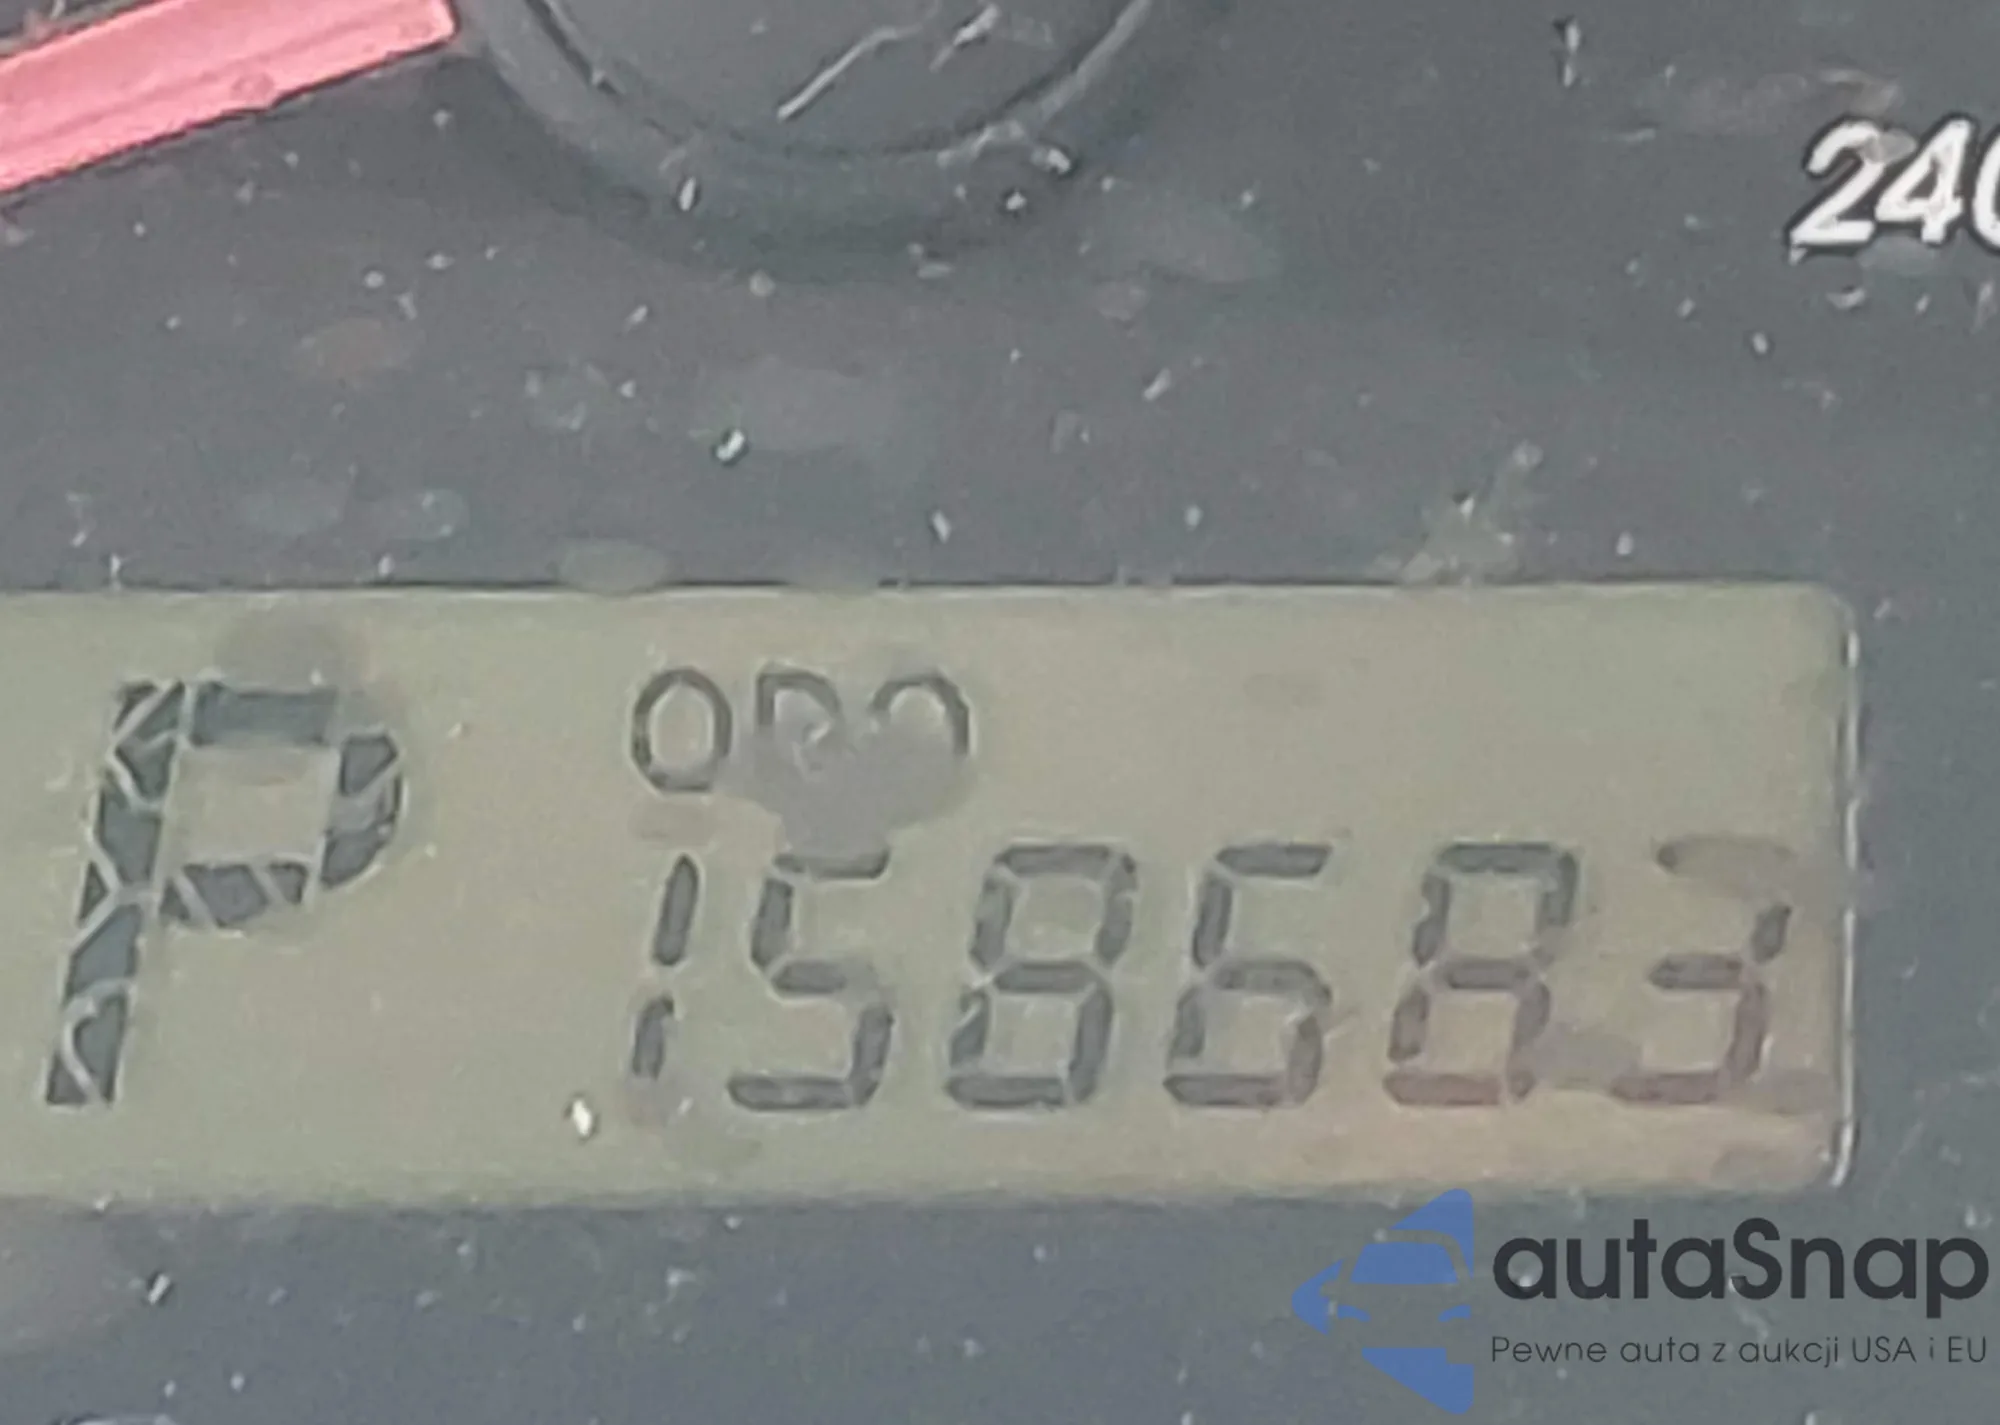 240
P ODO
158683
autaSnap
Pewne auta z aukcji USA i EU